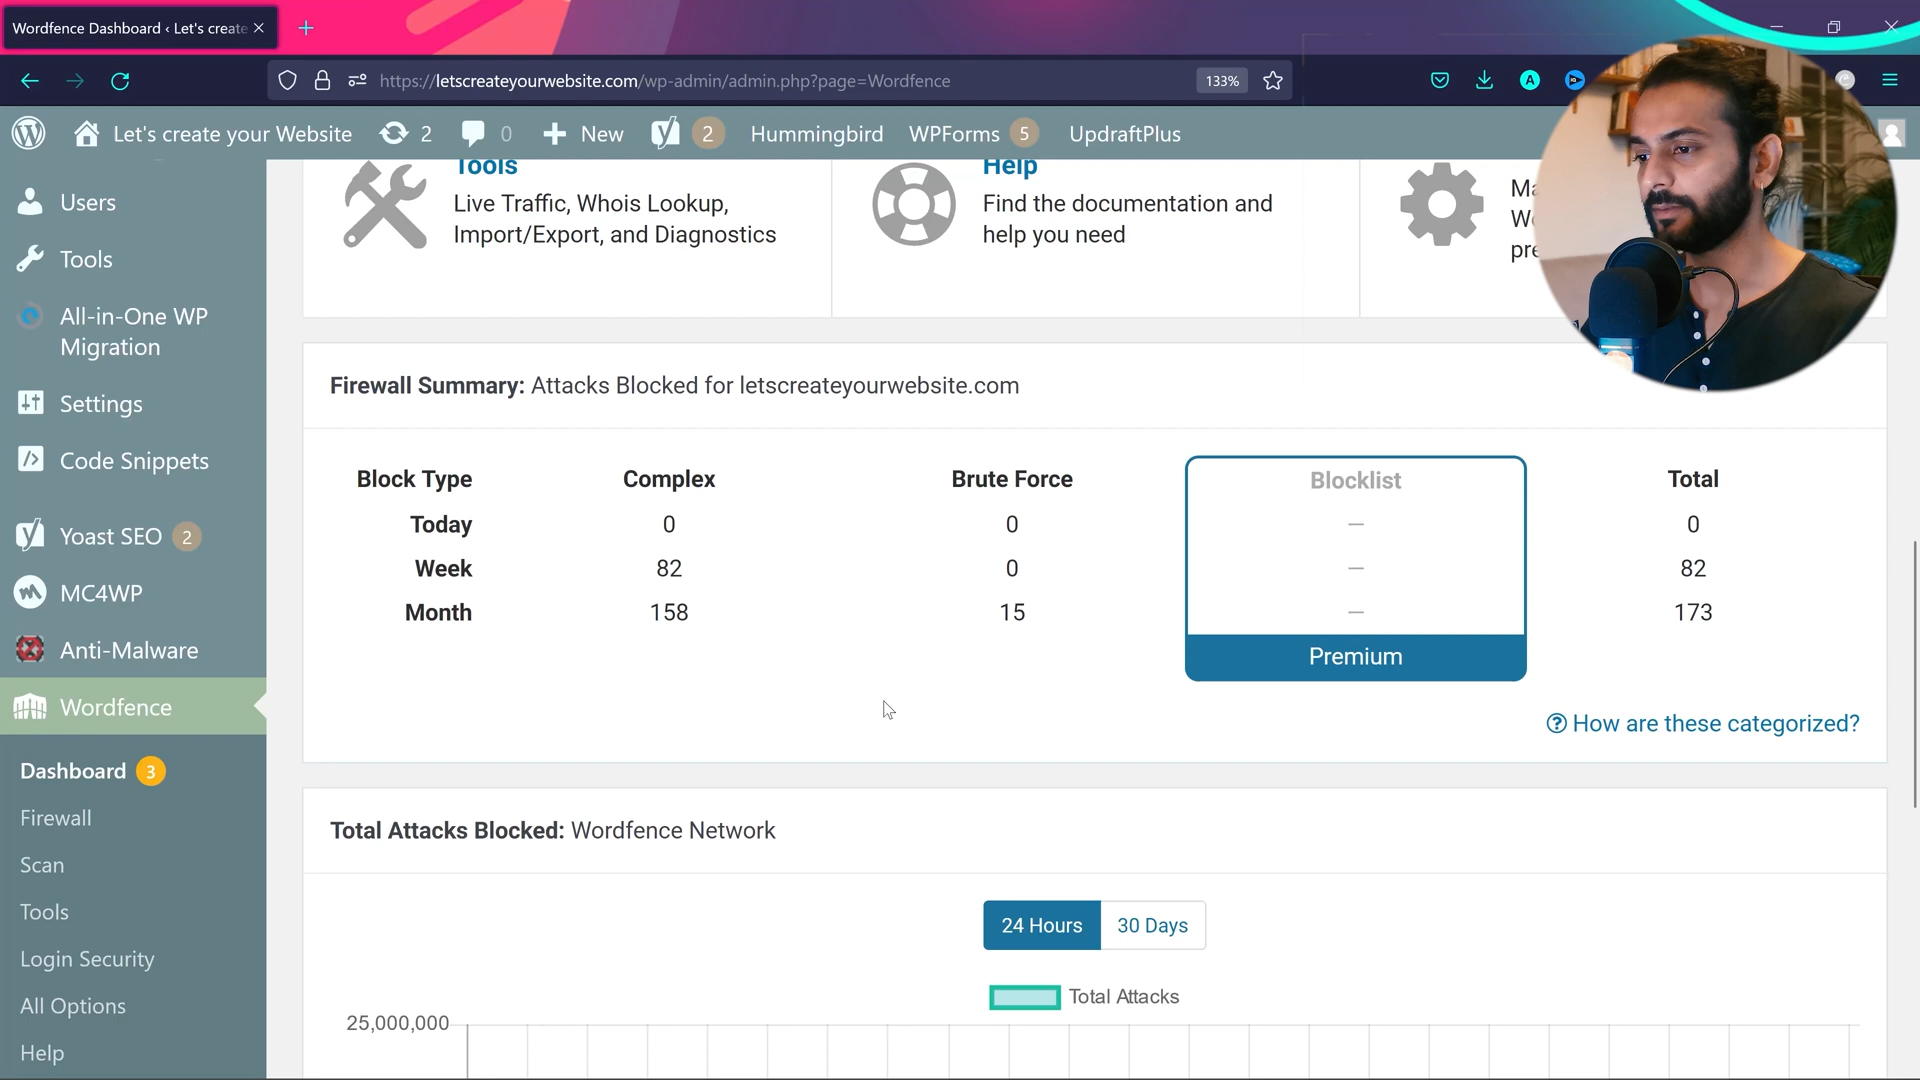 Wordfence Dashboard ‹ Let's create
https://letscreateyourwebsite.com/wp-admin/admin.php?page=Wordfence
133%
A
Let's create your Website
2
0
New
2
Hummingbird
WPForms 5
UpdraftPlus
Users
Tools
All-in-One WP
Migration
Settings
Code Snippets
Yoast SEO 2
MC4WP
Anti-Malware
Wordfence
Dashboard 3
Firewall
Scan
Tools
Login Security
All Options
Help
Tools
Live Traffic, Whois Lookup,
Import/Export, and Diagnostics
Help
Find the documentation and
help you need
Firewall Summary: Attacks Blocked for letscreateyourwebsite.com
Block Type Complex Brute Force Blocklist Total
Today 0 0 – 0
Week 82 0 – 82
Month 158 15 – 173
Premium
How are these categorized?
Total Attacks Blocked: Wordfence Network
24 Hours 30 Days
Total Attacks
25,000,000